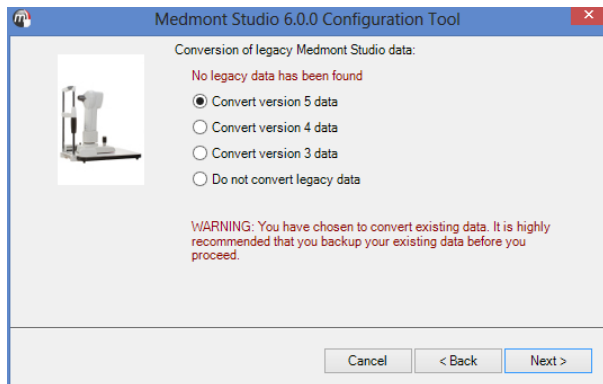 Medmont Studio 6.0.0 Configuration Tool
Conversion of legacy Medmont Studio data:
No legacy data has been found
Convert version 5 data
Convert version 4 data
Convert version 3 data
Do not convert legacy data
WARNING: You have chosen to convert existing data. It is highly
recommended that you backup your existing data before you
proceed.
Cancel
< Back
Next >